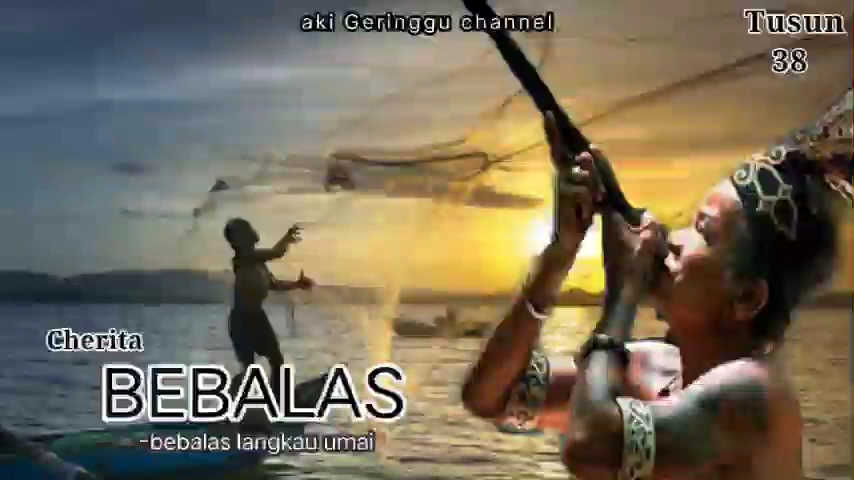 aki Geringgu channel
Tusun
38
Cherita
BEBALAS
-bebalas langkau umai